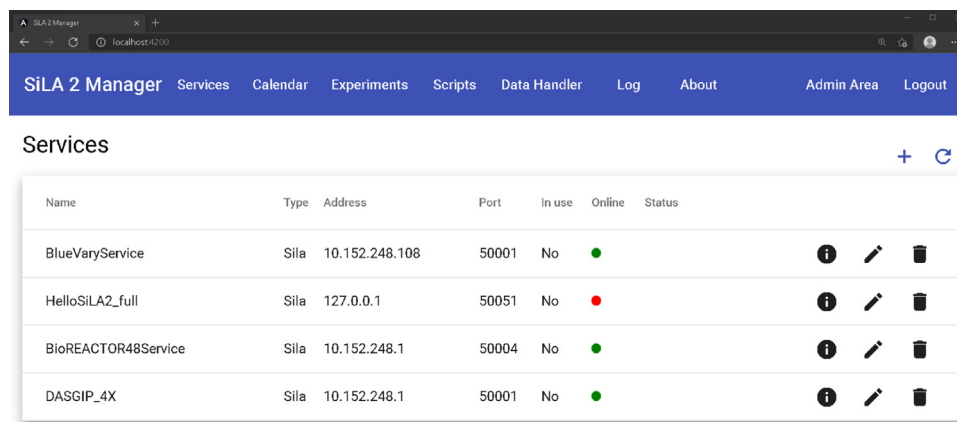 SiLA 2 Manager
localhost:4200
SiLA 2 Manager Services Calendar Experiments Scripts Data Handler Log About Admin Area Logout
Services
Name Type Address Port In use Online Status
BlueVaryService Sila 10.152.248.108 50001 No
HelloSiLA2_full Sila 127.0.0.1 50051 No
BioREACTOR48Service Sila 10.152.248.1 50004 No
DASGIP_4X Sila 10.152.248.1 50001 No